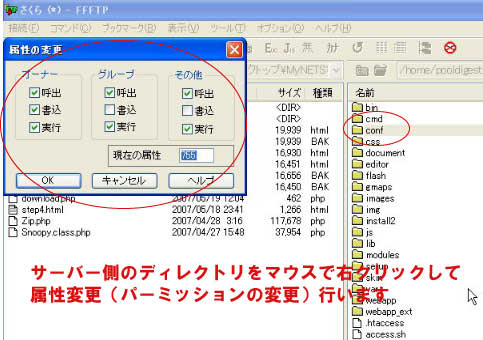 さくら (*) - FFFTP
接続(F) コマンド(C) ブックマーク(B) 表示(V) ツール(T) オプション(O) ヘルプ(H)
属性の変更
オーナー グループ その他
呼出 呼出 呼出
書込 書込 書込
実行 実行 実行
現在の属性 755
OK キャンセル ヘルプ
クトップ¥MyNETS /home/pooldigest
サイズ 種類
<DIR>
<DIR>
19,939 html
19,939 BAK
16,930 html
16,451 html
16,656 BAK
16,450 BAK
download.php 2007/05/19 12:04 462 php
step4.html 2007/05/18 23:41 1,266 html
Zip.php 2007/04/28 3:16 117,678 php
Snoopy.class.php 2007/04/27 15:48 37,954 php
名前
bin
cmd
conf
css
document
editor
flash
gmaps
images
img
install2
js
lib
modules
setup
skin
var
webapp
webapp_ext
.htaccess
access.sh
サーバー側のディレクトリをマウスで右クリックして
属性変更（パーミッションの変更）行います